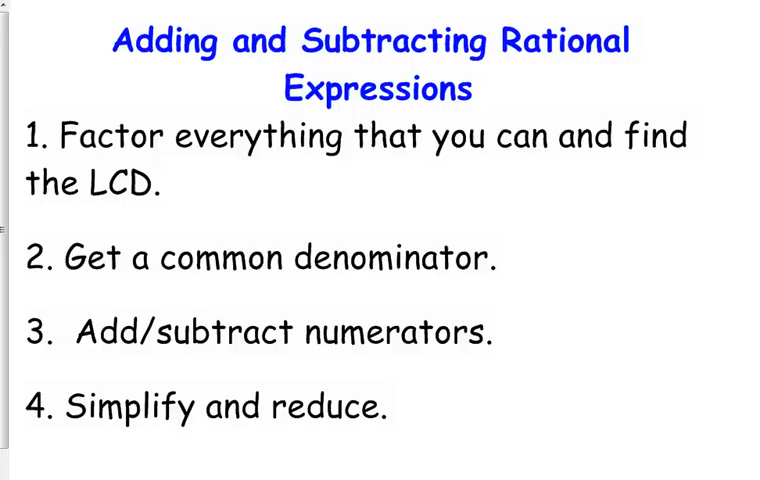 Adding and Subtracting Rational
Expressions
1. Factor everything that you can and find
the LCD.
2. Get a common denominator.
3. Add/subtract numerators.
4. Simplify and reduce.